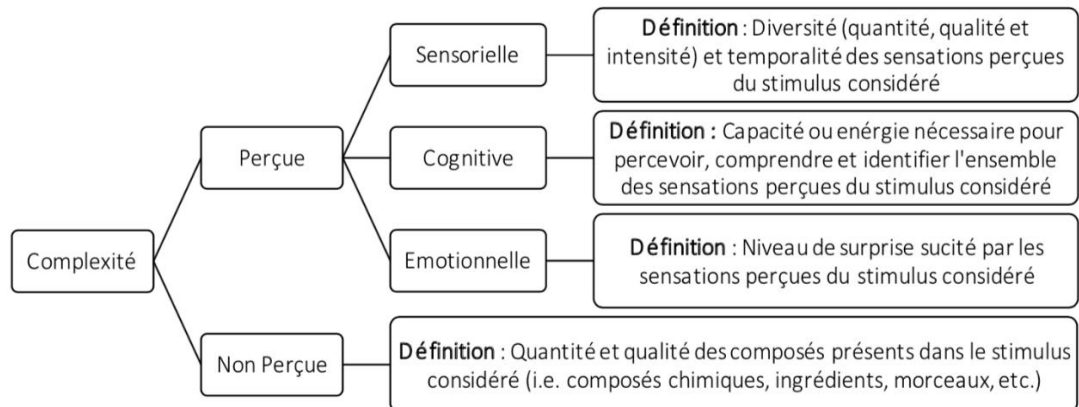 Sensorielle
Définition : Diversité (quantité, qualité et
intensité) et temporalité des sensations perçues
du stimulus considéré
Perçue
Cognitive
Définition : Capacité ou enérgie nécessaire pour
percevoir, comprendre et identifier l'ensemble
des sensations perçues du stimulus considéré
Complexité
Emotionnelle
Définition : Niveau de surprise sucité par les
sensations perçues du stimulus considéré
Non Perçue
Définition : Quantité et qualité des composés présents dans le stimulus
considéré (i.e. composés chimiques, ingrédients, morceaux, etc.)